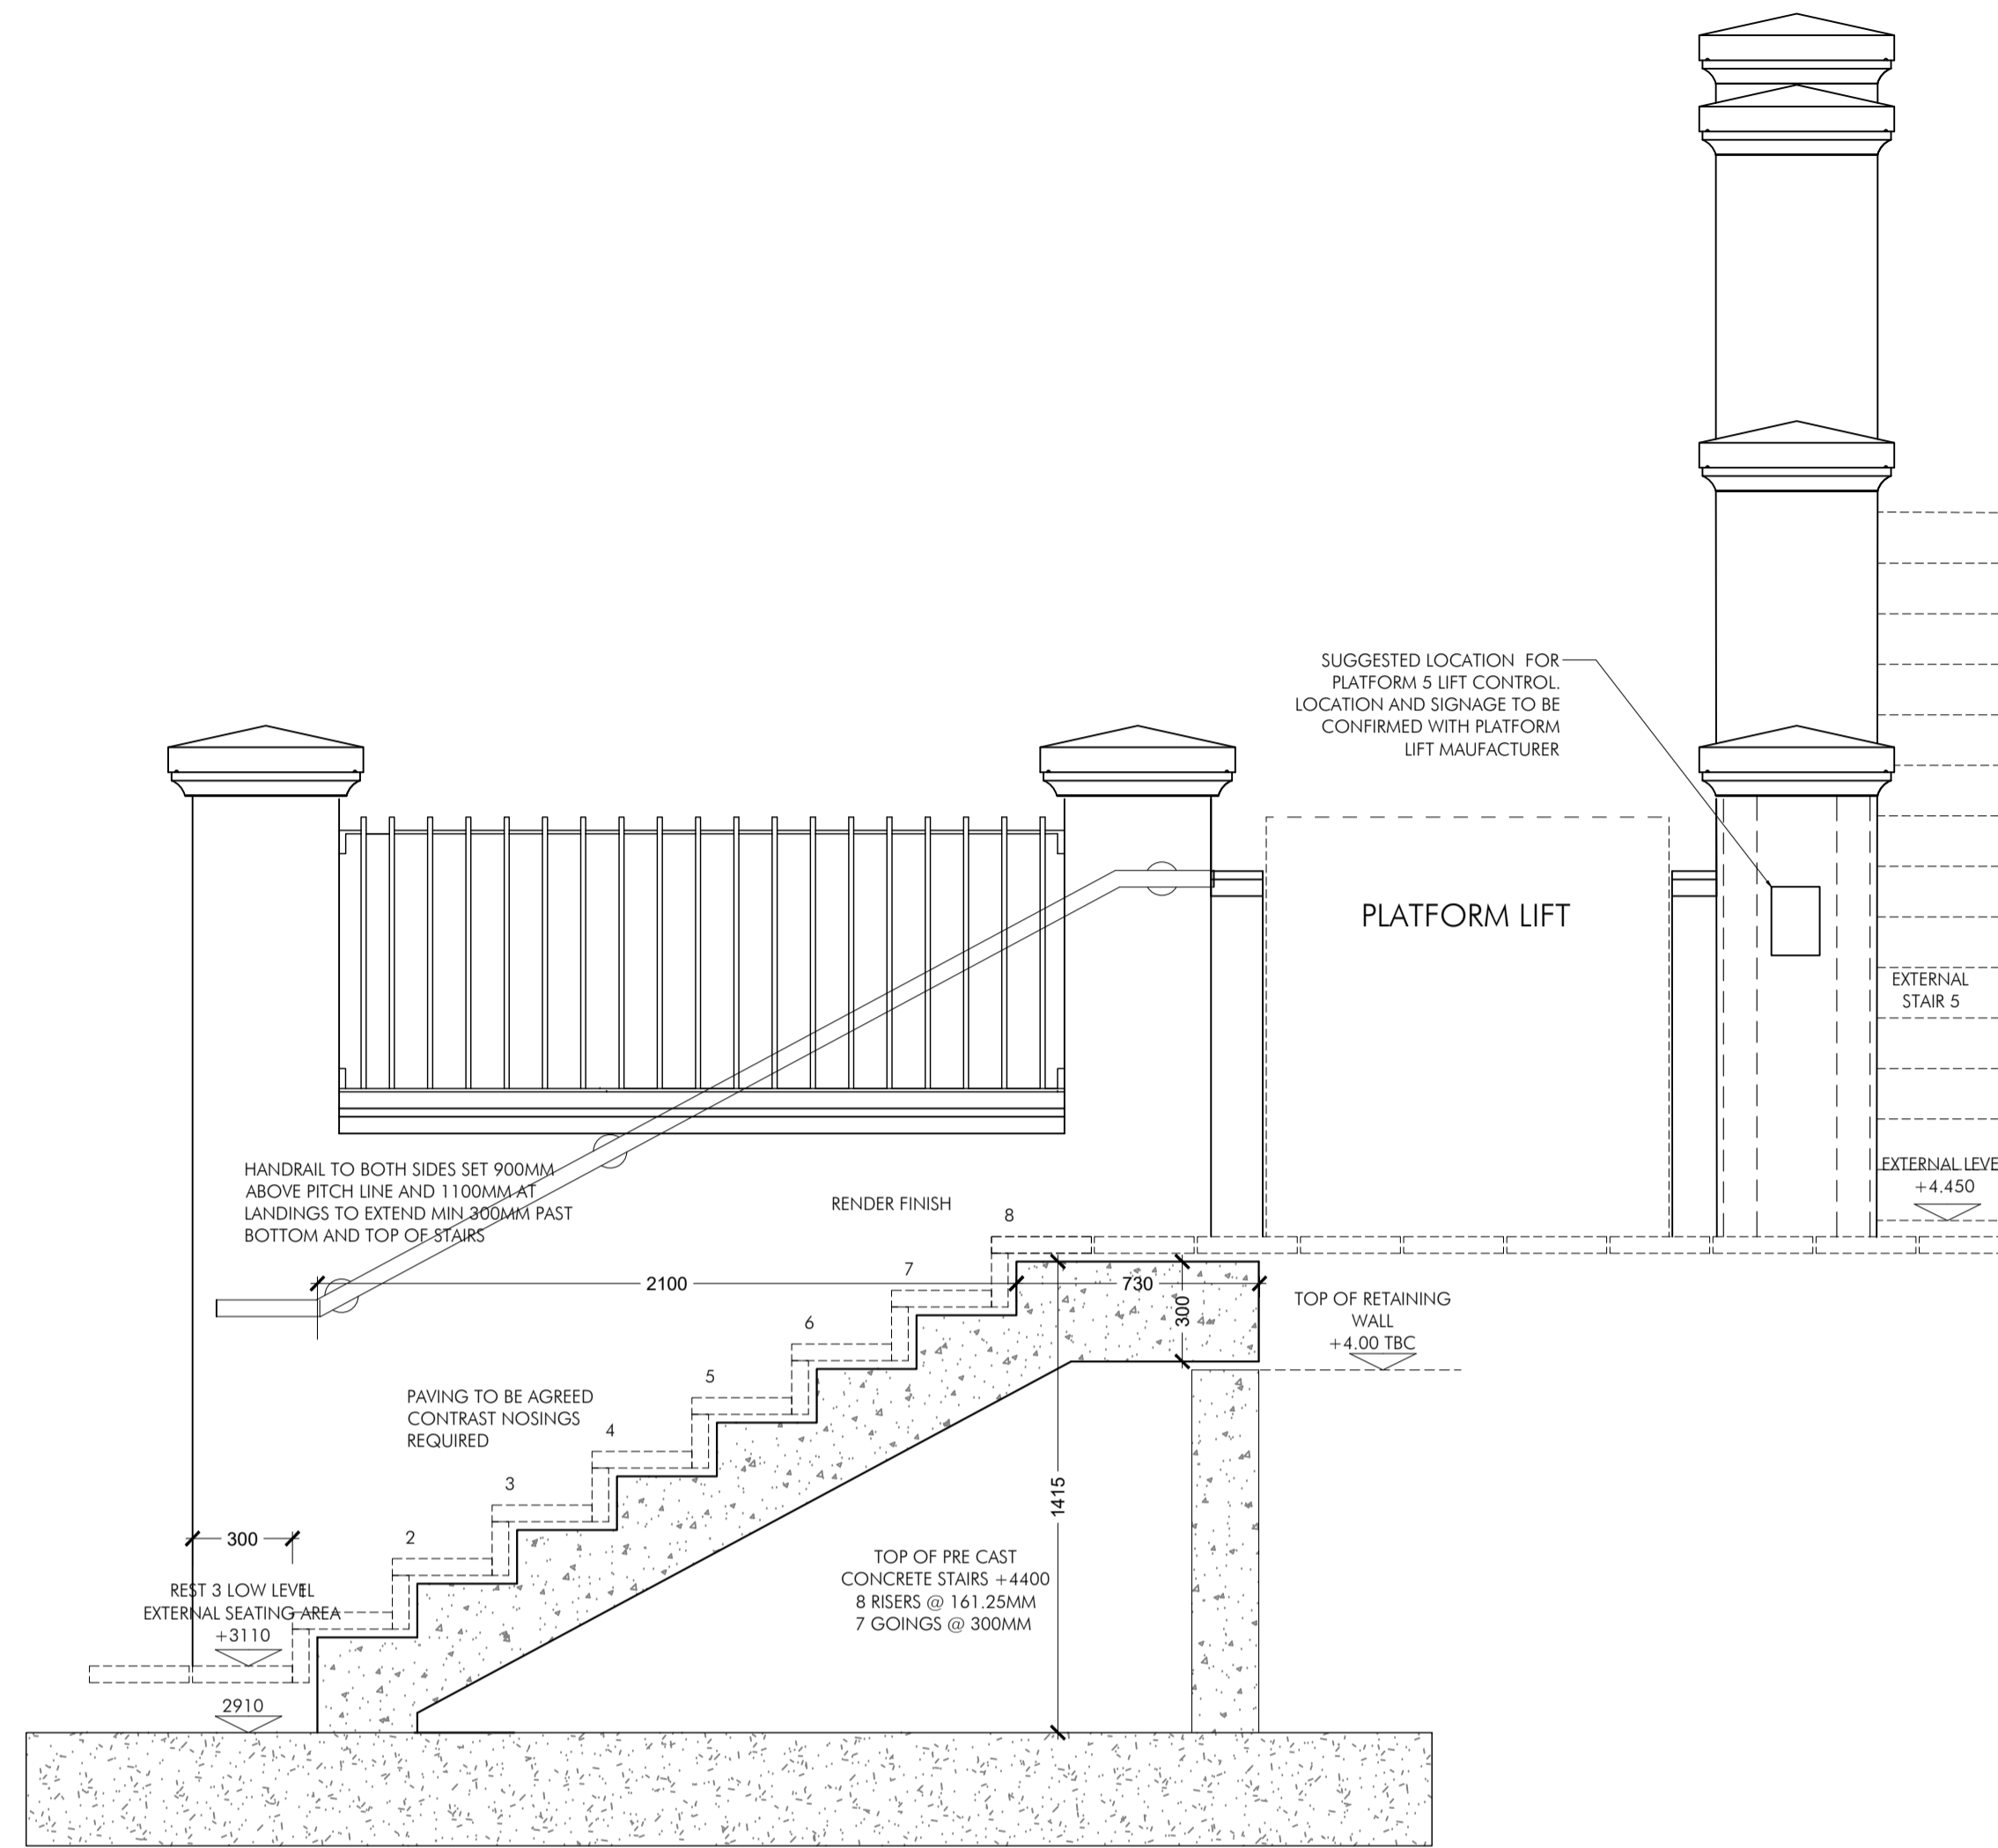 SUGGESTED LOCATION FOR
PLATFORM 5 LIFT CONTROL.
LOCATION AND SIGNAGE TO BE
CONFIRMED WITH PLATFORM
LIFT MAUFACTURER
PLATFORM LIFT
EXTERNAL
STAIR 5
EXTERNAL LEVE
+4.450
HANDRAIL TO BOTH SIDES SET 900MM
ABOVE PITCH LINE AND 1100MM AT
LANDINGS TO EXTEND MIN 300MM PAST
BOTTOM AND TOP OF STAIRS
RENDER FINISH
8
7
2100
730
300
TOP OF RETAINING
WALL
+4.00 TBC
6
5
PAVING TO BE AGREED
CONTRAST NOSINGS
REQUIRED
4
3
1415
2
300
1
REST 3 LOW LEVEL
EXTERNAL SEATING AREA
+3110
TOP OF PRE CAST
CONCRETE STAIRS +4400
8 RISERS @ 161.25MM
7 GOINGS @ 300MM
2910